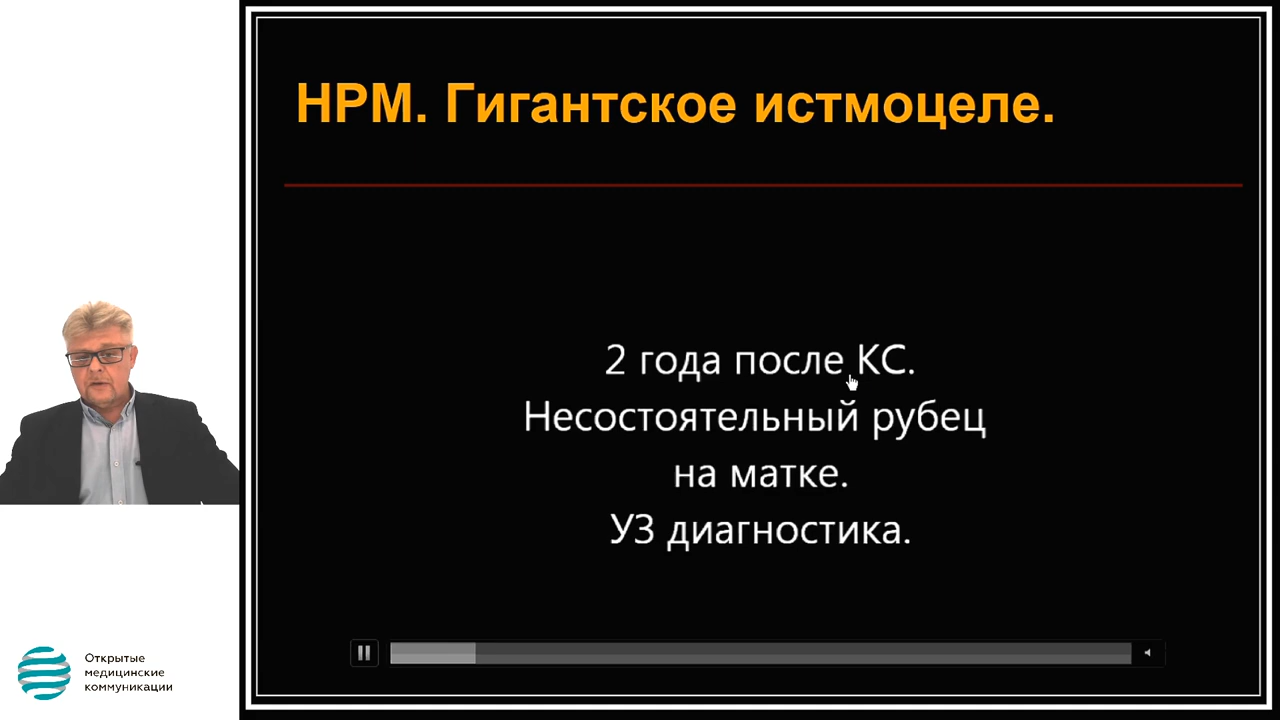 НРМ. Гигантское истмоцеле.
2 года после КС.
Несостоятельный рубец
на матке.
УЗ диагностика.
Открытые
медицинские
коммуникации